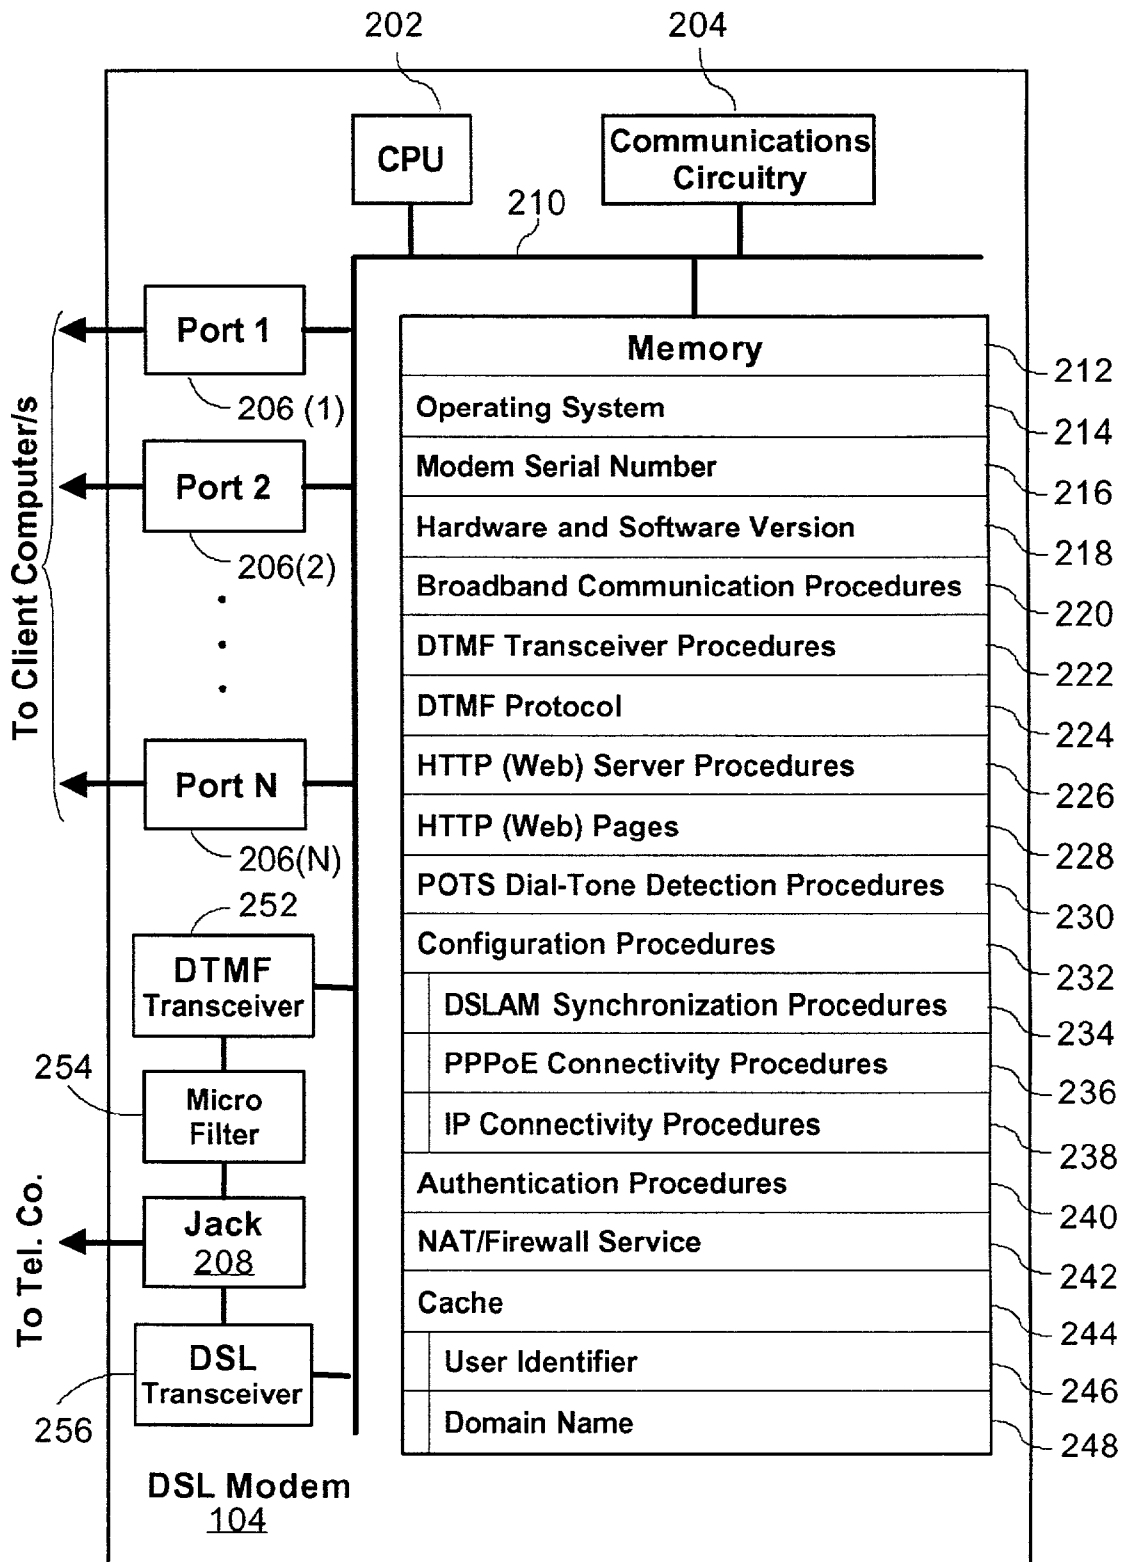 202
204
CPU
Communications
Circuitry
210
Port 1
206 (1)
Port 2
206(2)
Port N
206(N)
To Client Computer/s
252
DTMF
Transceiver
254
Micro
Filter
Jack
208
To Tel. Co.
DSL
Transceiver
256
DSL Modem
104
Memory
212
Operating System
214
Modem Serial Number
216
Hardware and Software Version
218
Broadband Communication Procedures
220
DTMF Transceiver Procedures
222
DTMF Protocol
224
HTTP (Web) Server Procedures
226
HTTP (Web) Pages
228
POTS Dial-Tone Detection Procedures
230
Configuration Procedures
232
DSLAM Synchronization Procedures
234
PPPoE Connectivity Procedures
236
IP Connectivity Procedures
238
Authentication Procedures
240
NAT/Firewall Service
242
Cache
244
User Identifier
246
Domain Name
248